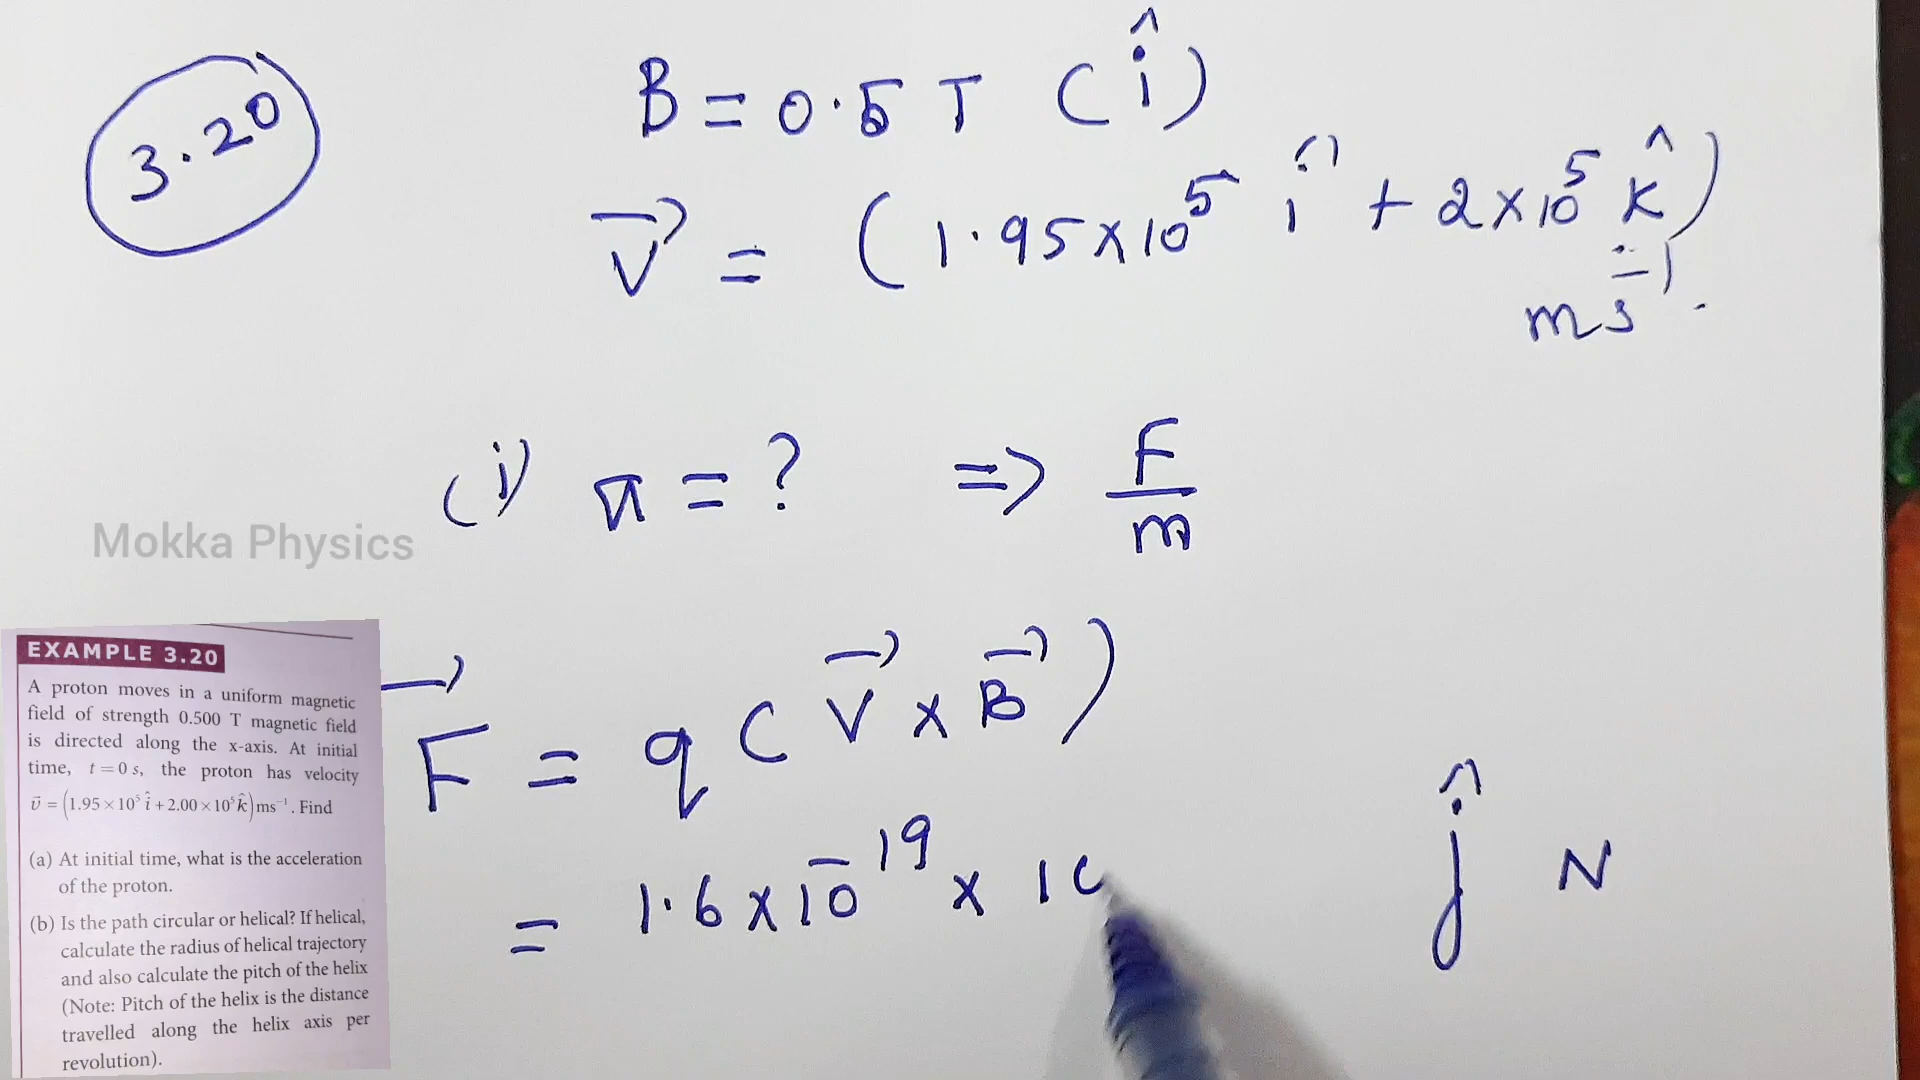 3.20
B = 0.5 T (î)
V⃗ = (1.95×10⁵ î + 2×10⁵ k̂)
ms⁻¹.
(i) a = ? => F/m
Mokka Physics
F⃗ = q (V⃗ × B⃗)
= 1.6×10⁻¹⁹ × 10 ĵ N
EXAMPLE 3.20
A proton moves in a uniform magnetic
field of strength 0.500 T magnetic field
is directed along the x-axis. At initial
time, t = 0 s, the proton has velocity
υ⃗ = (1.95 × 10⁵ î + 2.00 × 10⁵ k̂) ms⁻¹. Find
(a) At initial time, what is the acceleration
of the proton.
(b) Is the path circular or helical? If helical,
calculate the radius of helical trajectory
and also calculate the pitch of the helix
(Note: Pitch of the helix is the distance
travelled along the helix axis per
revolution).